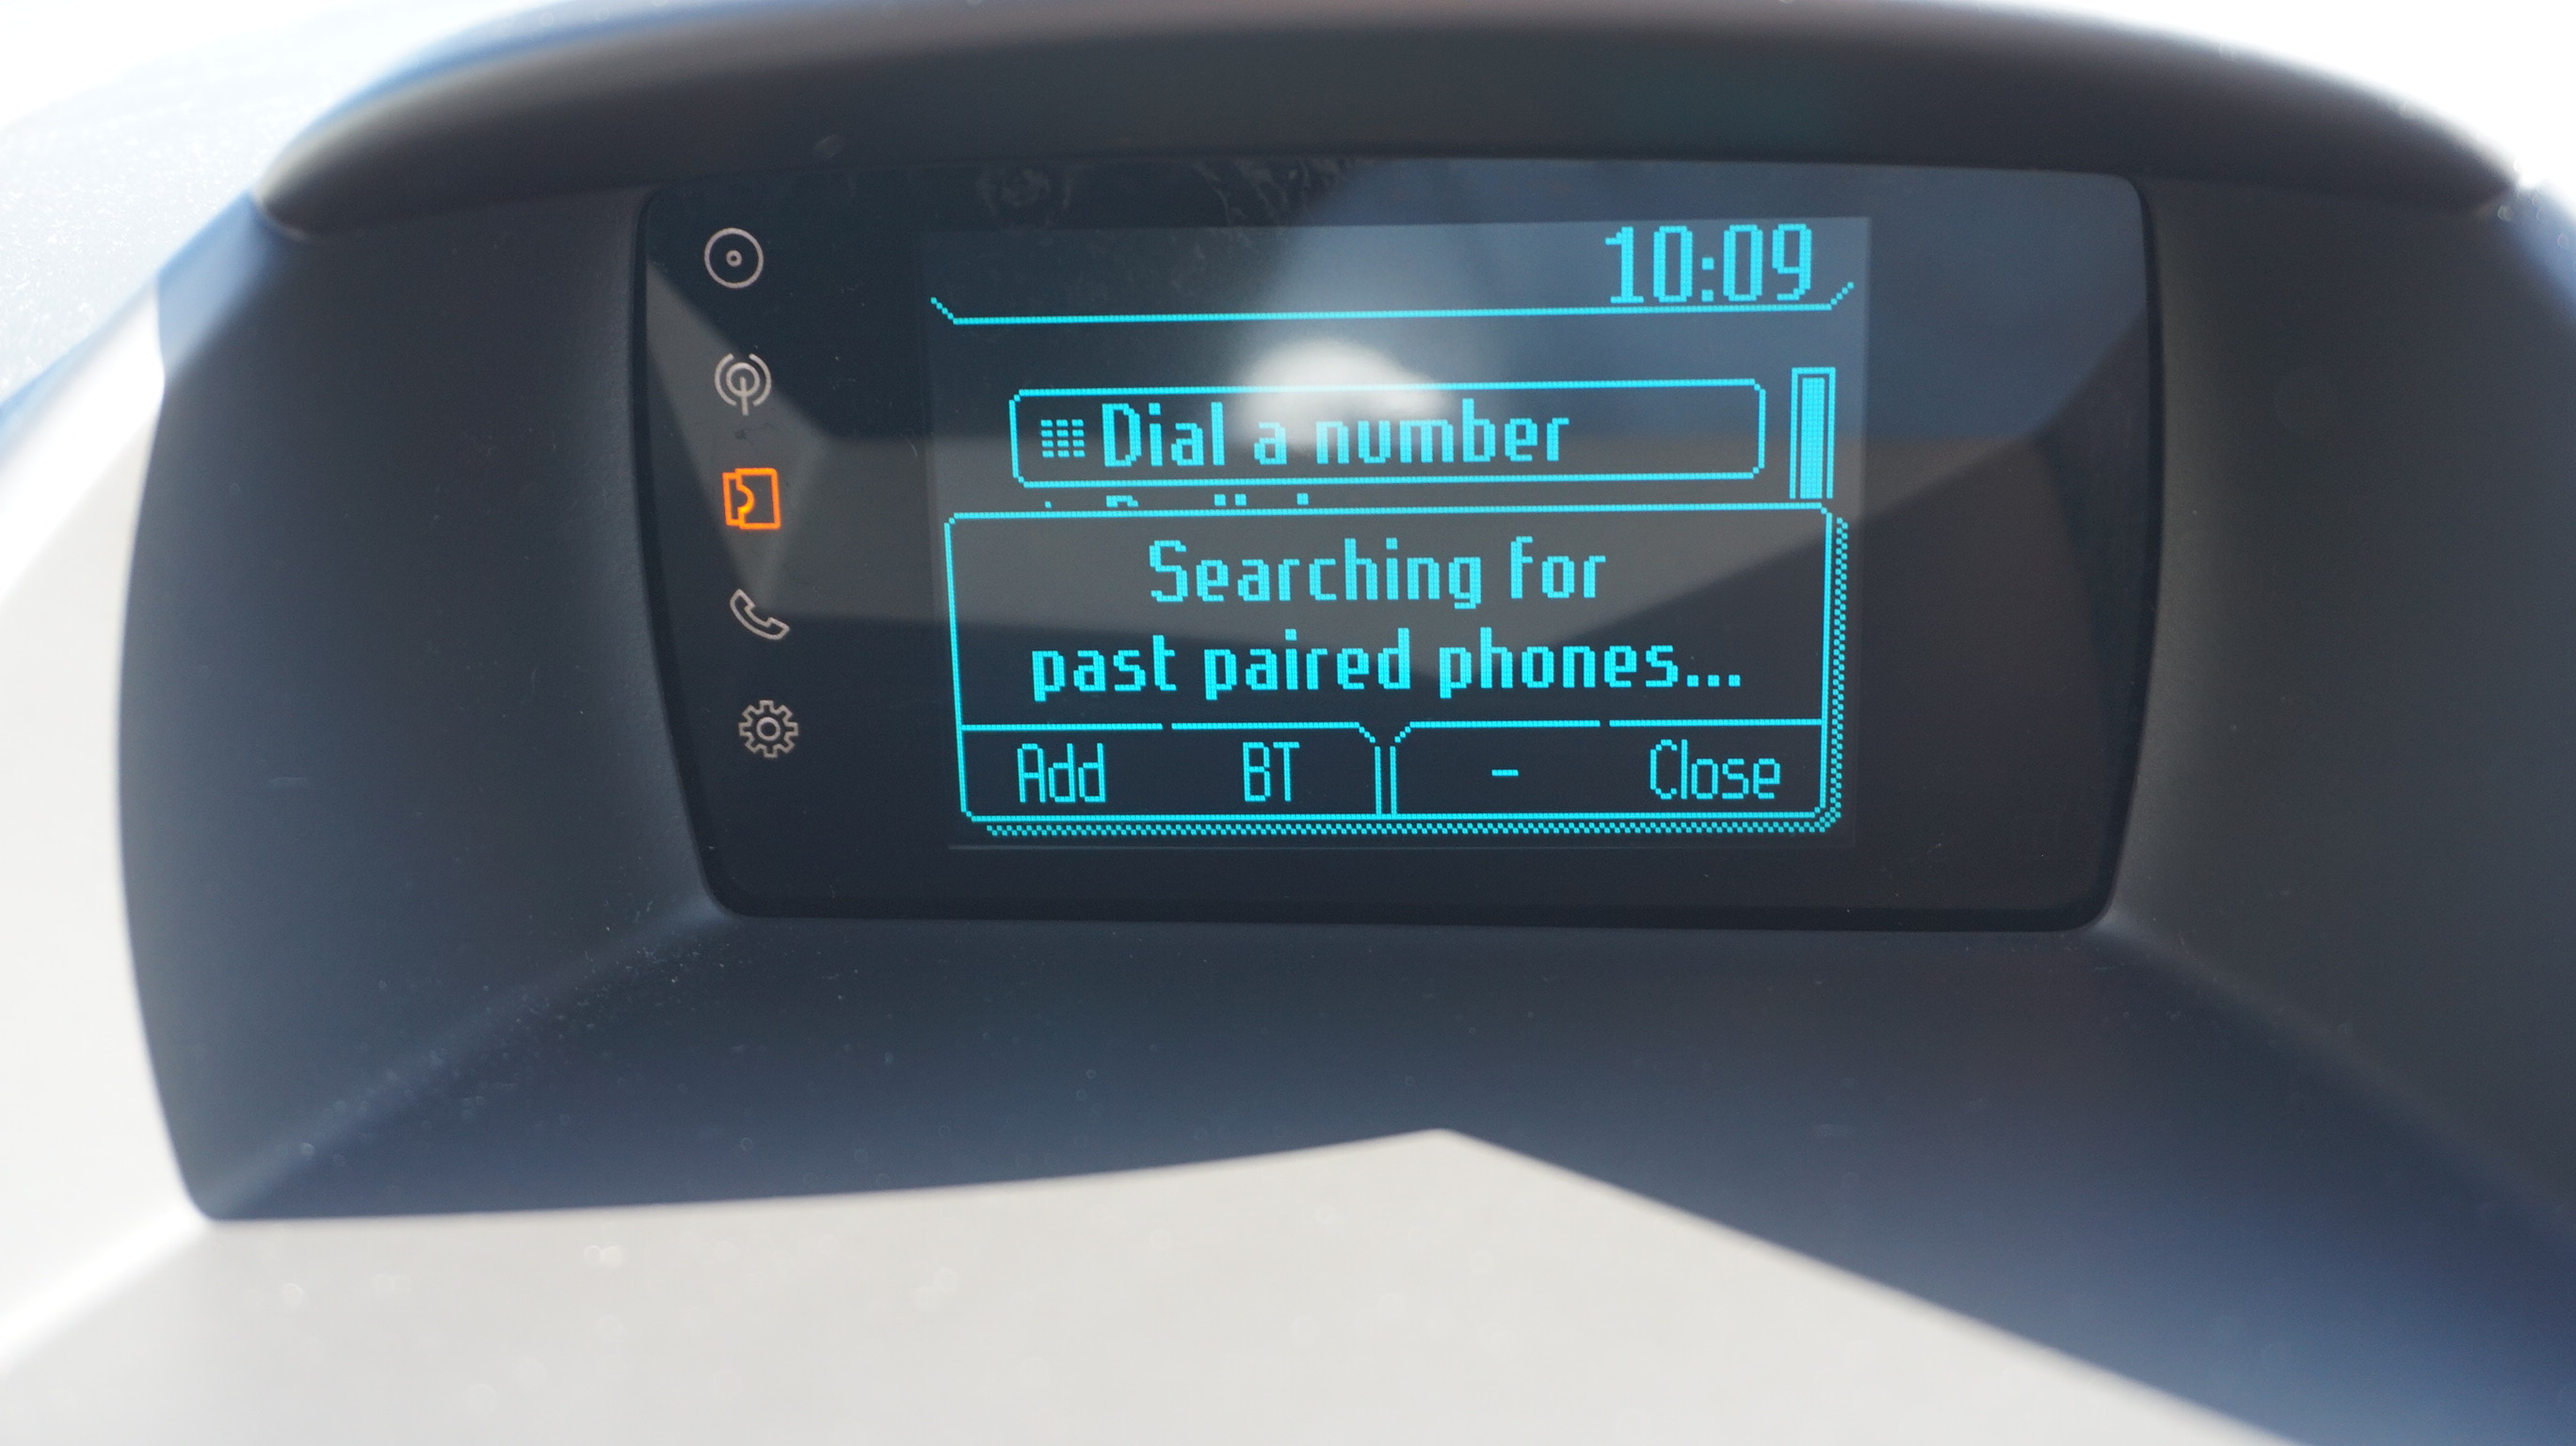 10:09
Dial a number
Searching for
past paired phones...
Add BT - Close